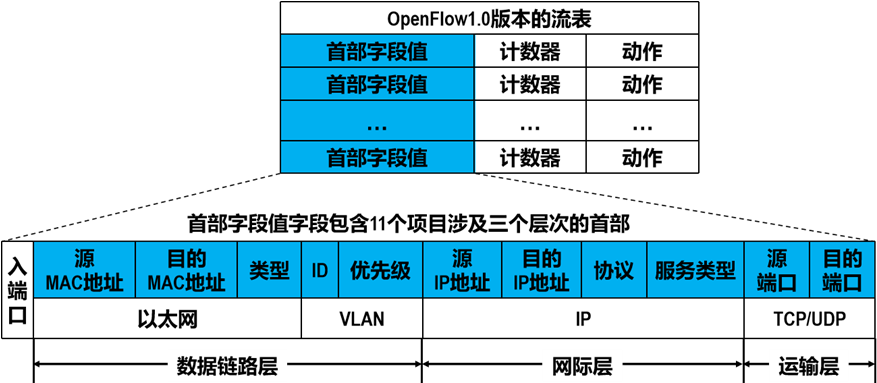 OpenFlow1.0版本的流表
首部字段值 计数器 动作
首部字段值 计数器 动作
... ... ...
首部字段值 计数器 动作
首部字段值字段包含11个项目涉及三个层次的首部
入端口 源MAC地址 目的MAC地址 类型 ID 优先级 源IP地址 目的IP地址 协议 服务类型 源端口 目的端口
以太网 VLAN IP TCP/UDP
数据链路层 网际层 运输层